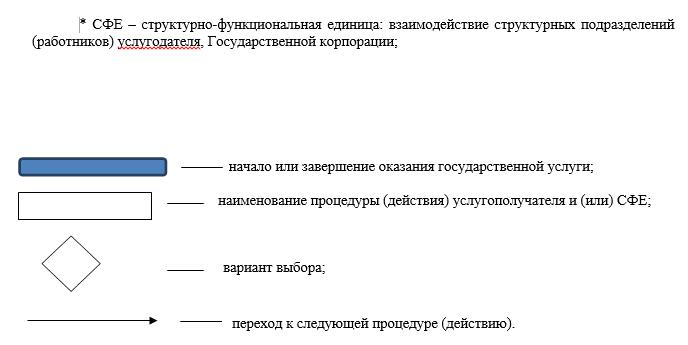 * СФЕ – структурно-функциональная единица: взаимодействие структурных подразделений
(работников) услугодателя, Государственной корпорации;
начало или завершение оказания государственной услуги;
наименование процедуры (действия) услугополучателя и (или) СФЕ;
вариант выбора;
переход к следующей процедуре (действию).